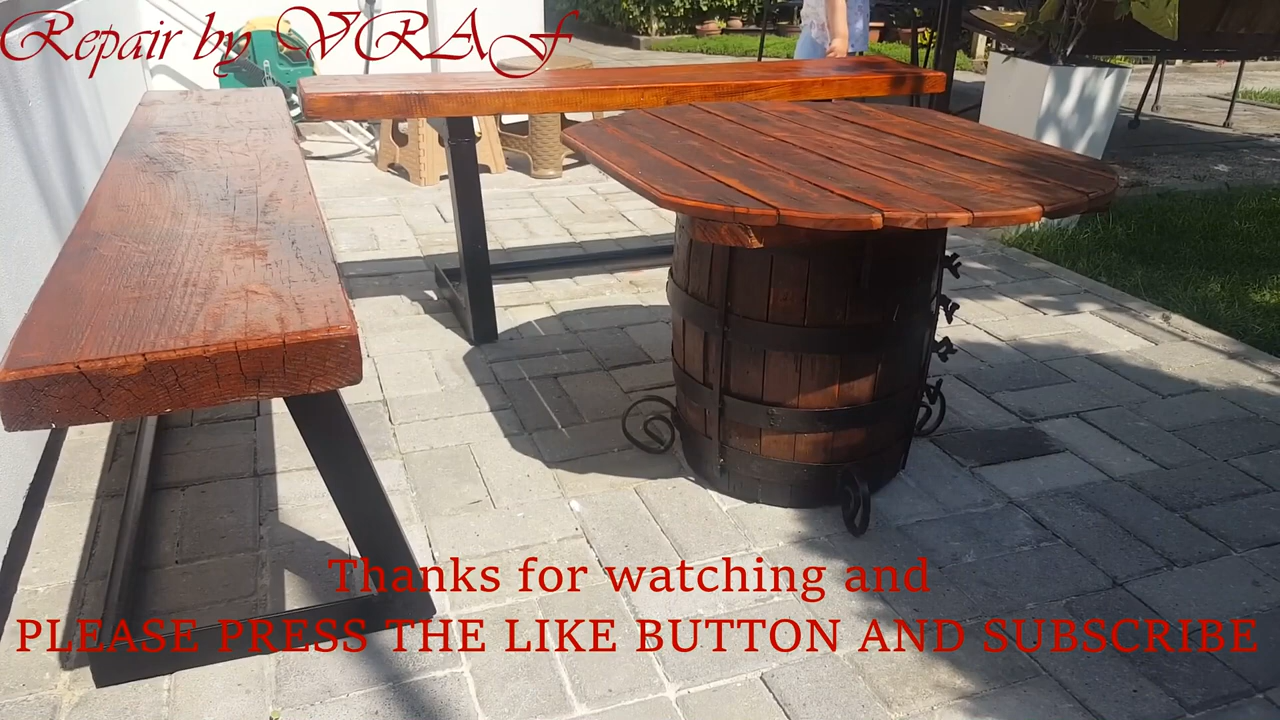 Repair by VRAF
Thanks for watching and
PLEASE PRESS THE LIKE BUTTON AND SUBSCRIBE